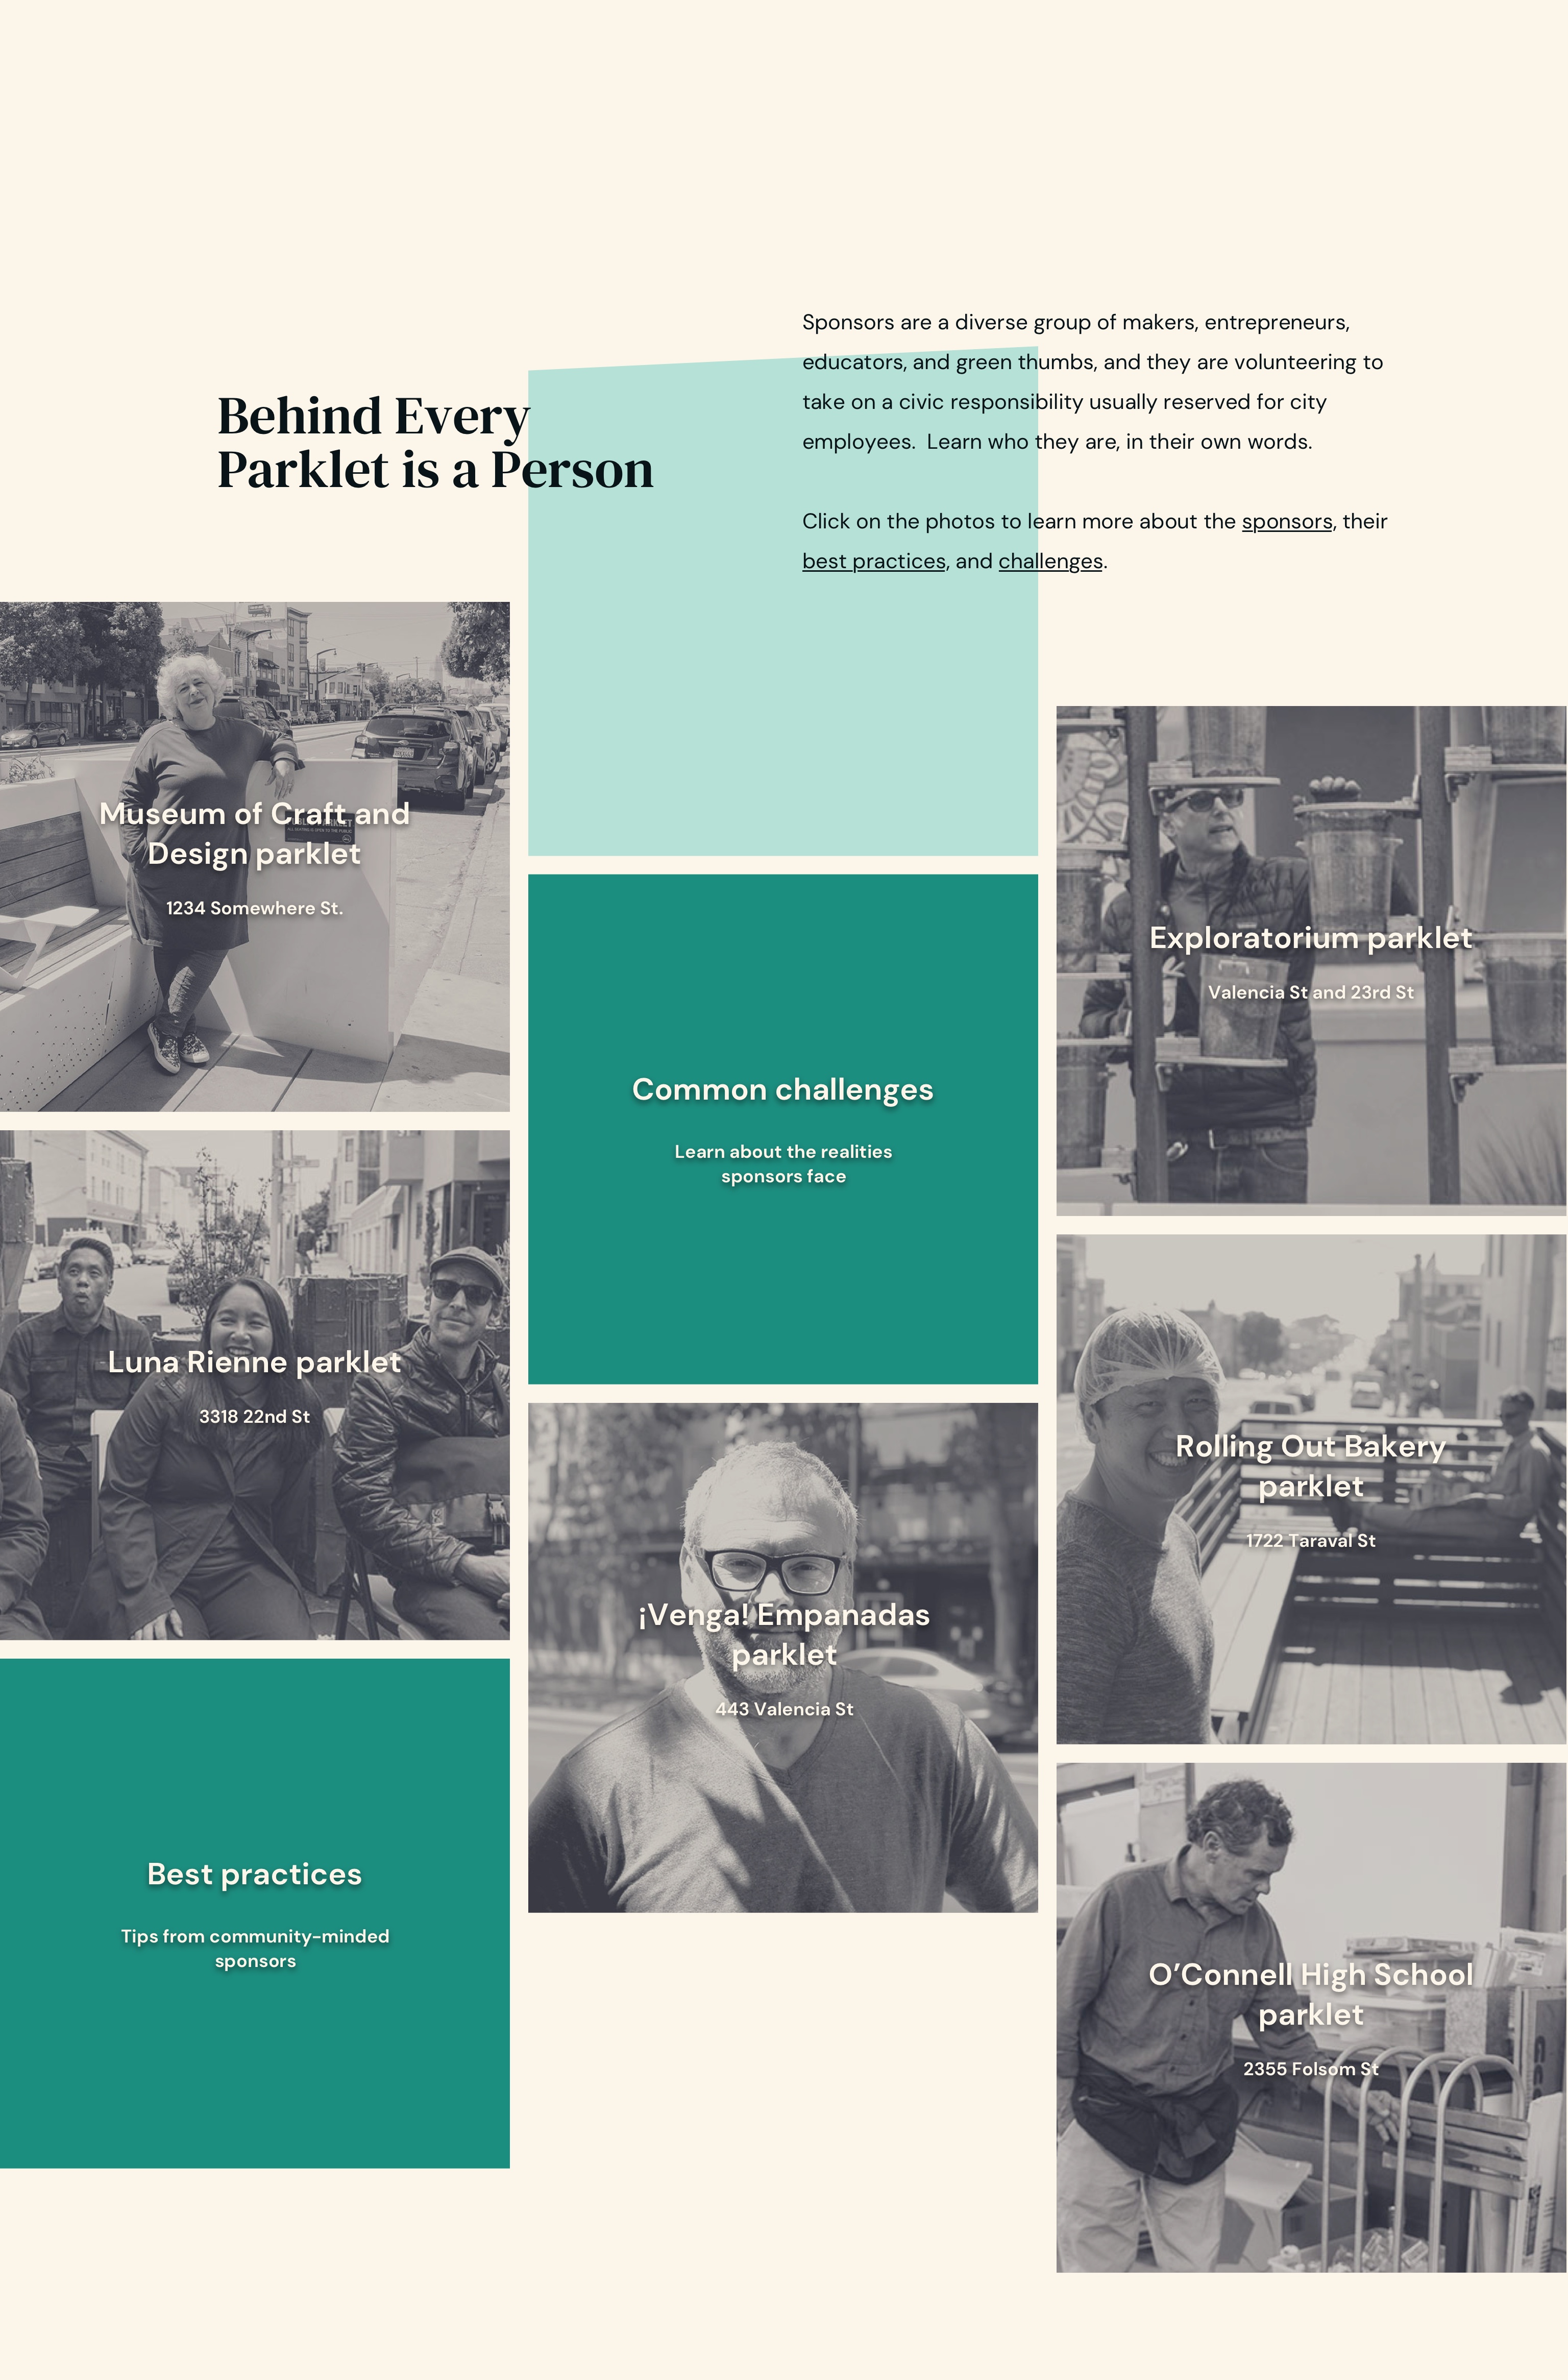 Behind Every
Parklet is a Person
Sponsors are a diverse group of makers, entrepreneurs,
educators, and green thumbs, and they are volunteering to
take on a civic responsibility usually reserved for city
employees.  Learn who they are, in their own words.
Click on the photos to learn more about the sponsors, their
best practices, and challenges.
Museum of Craft and
Design parklet
1234 Somewhere St.
Luna Rienne parklet
3318 22nd St
Best practices
Tips from community-minded
sponsors
Common challenges
Learn about the realities
sponsors face
¡Venga! Empanadas
parklet
443 Valencia St
Exploratorium parklet
Valencia St and 23rd St
Rolling Out Bakery
parklet
1722 Taraval St
O’Connell High School
parklet
2355 Folsom St